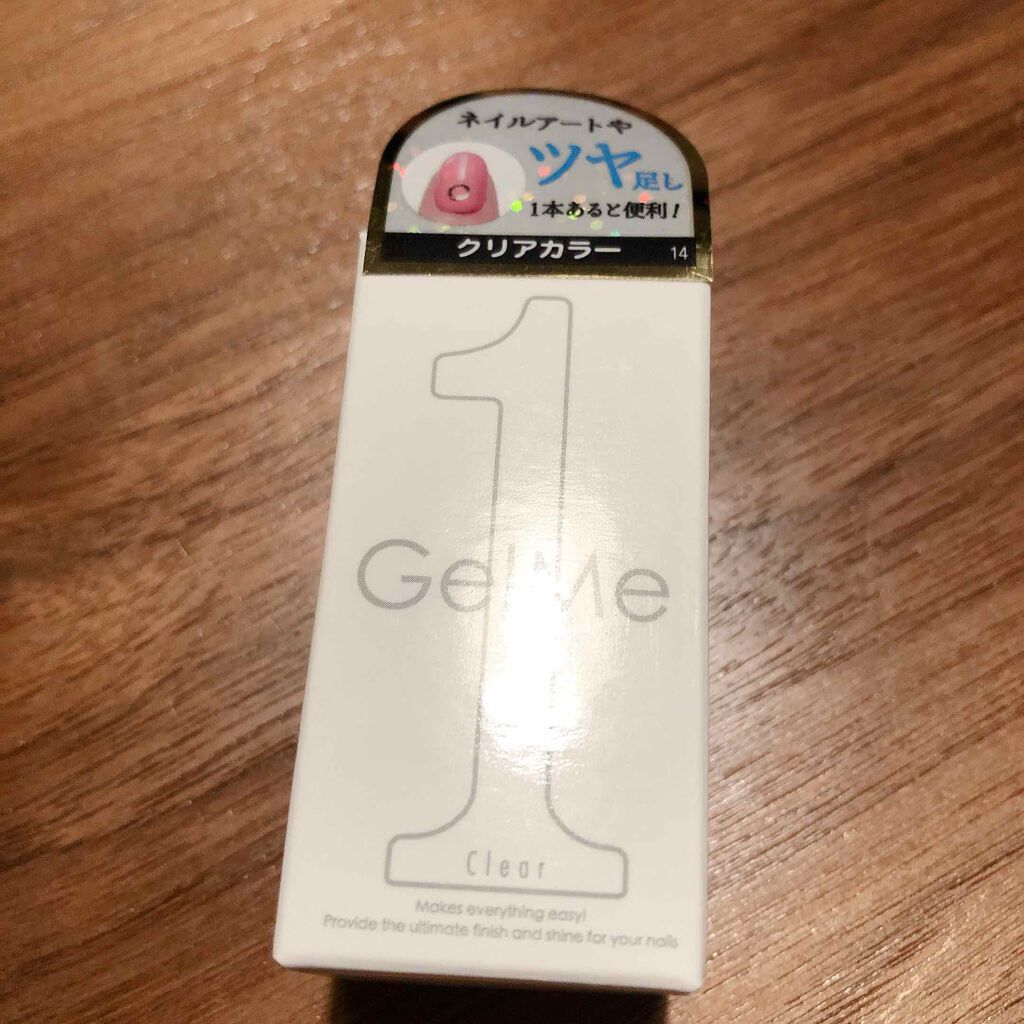 ネイルアートや
ツヤ足し
1本あると便利!
クリアカラー 14
1
Gel Me
Clear
Makes everything easy!
Provide the ultimate finish and shine for your nails